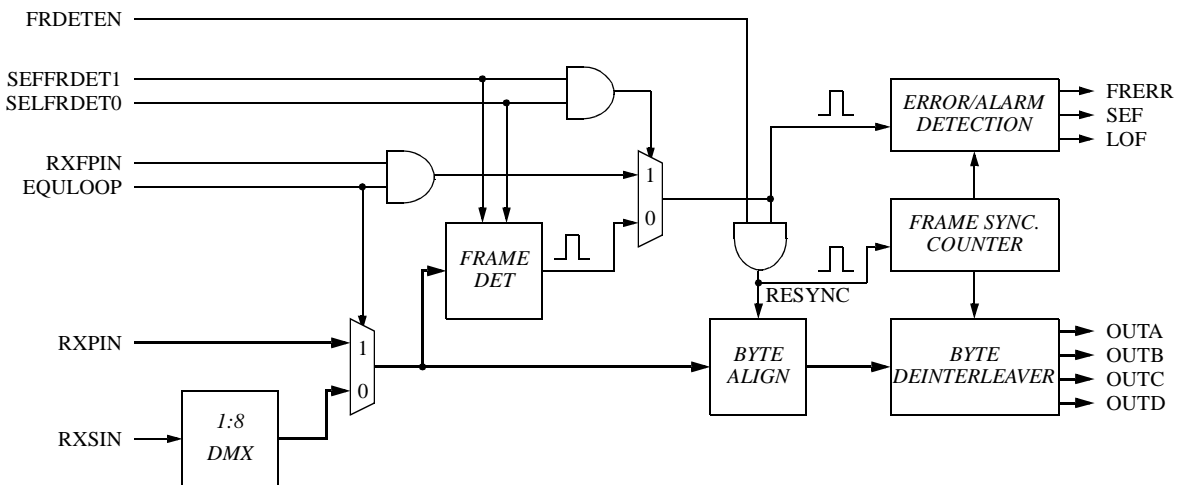 FRDETEN
SEFFRDET1
SELFRDET0
RXFPIN
EQULOOP
RXPIN
RXSIN
1:8
DMX
1
0
FRAME
DET
1
0
RESYNC
BYTE
ALIGN
ERROR/ALARM
DETECTION
FRERR
SEF
LOF
FRAME SYNC.
COUNTER
BYTE
DEINTERLEAVER
OUTA
OUTB
OUTC
OUTD